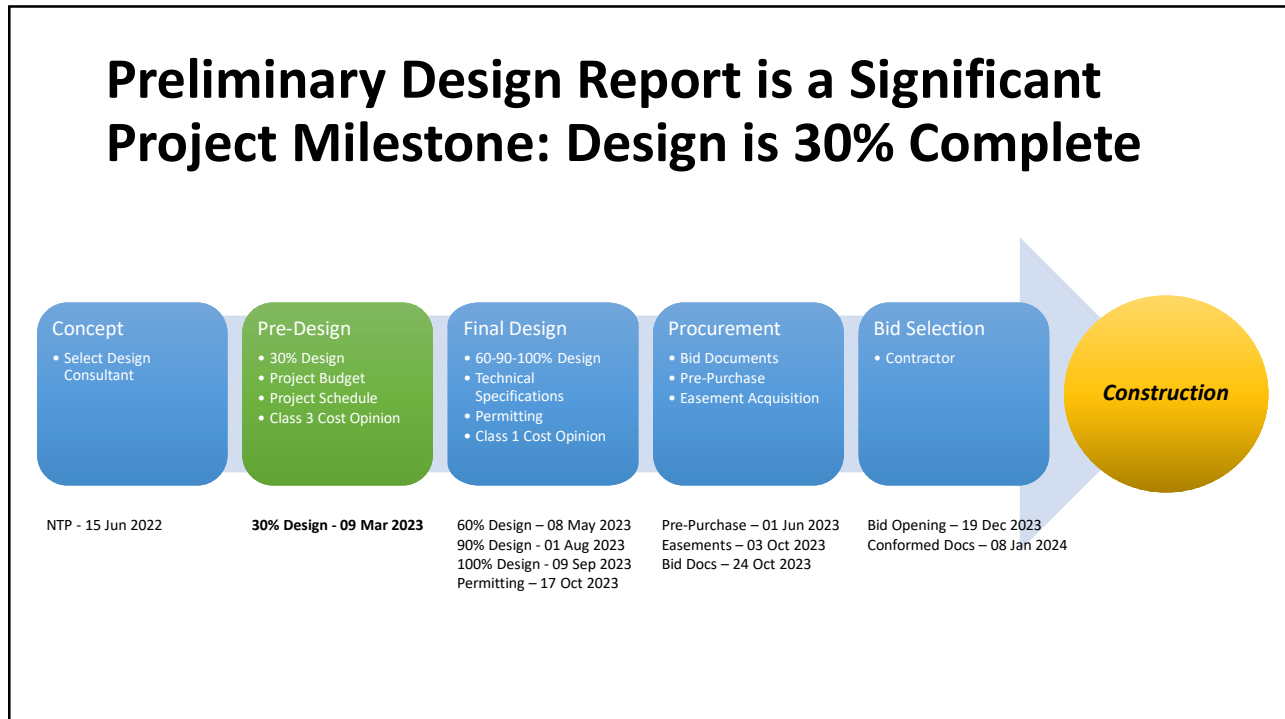 Preliminary Design Report is a Significant
Project Milestone: Design is 30% Complete
Concept
• Select Design
Consultant
Pre-Design
• 30% Design
• Project Budget
• Project Schedule
• Class 3 Cost Opinion
Final Design
• 60-90-100% Design
• Technical
Specifications
• Permitting
• Class 1 Cost Opinion
Procurement
• Bid Documents
• Pre-Purchase
• Easement Acquisition
Bid Selection
• Contractor
Construction
NTP - 15 Jun 2022
30% Design - 09 Mar 2023
60% Design – 08 May 2023
90% Design - 01 Aug 2023
100% Design - 09 Sep 2023
Permitting – 17 Oct 2023
Pre-Purchase – 01 Jun 2023
Easements – 03 Oct 2023
Bid Docs – 24 Oct 2023
Bid Opening – 19 Dec 2023
Conformed Docs – 08 Jan 2024